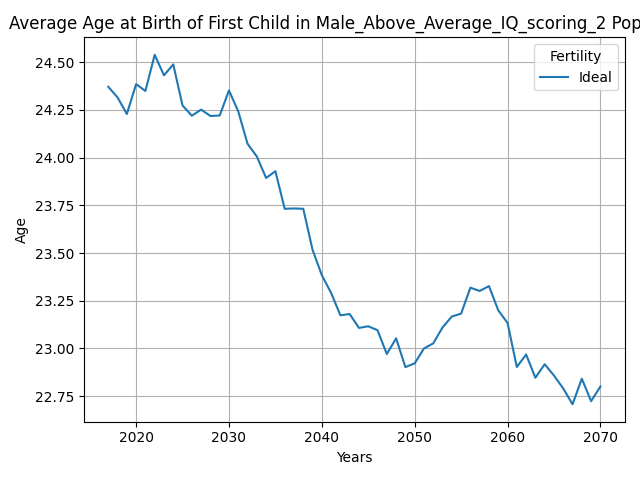 Average Age at Birth of First Child in Male_Above_Average_IQ_scoring_2 Pop
Fertility
Ideal
24.50
24.25
24.00
23.75
23.50
23.25
23.00
22.75
Age
2020 2030 2040 2050 2060 2070
Years